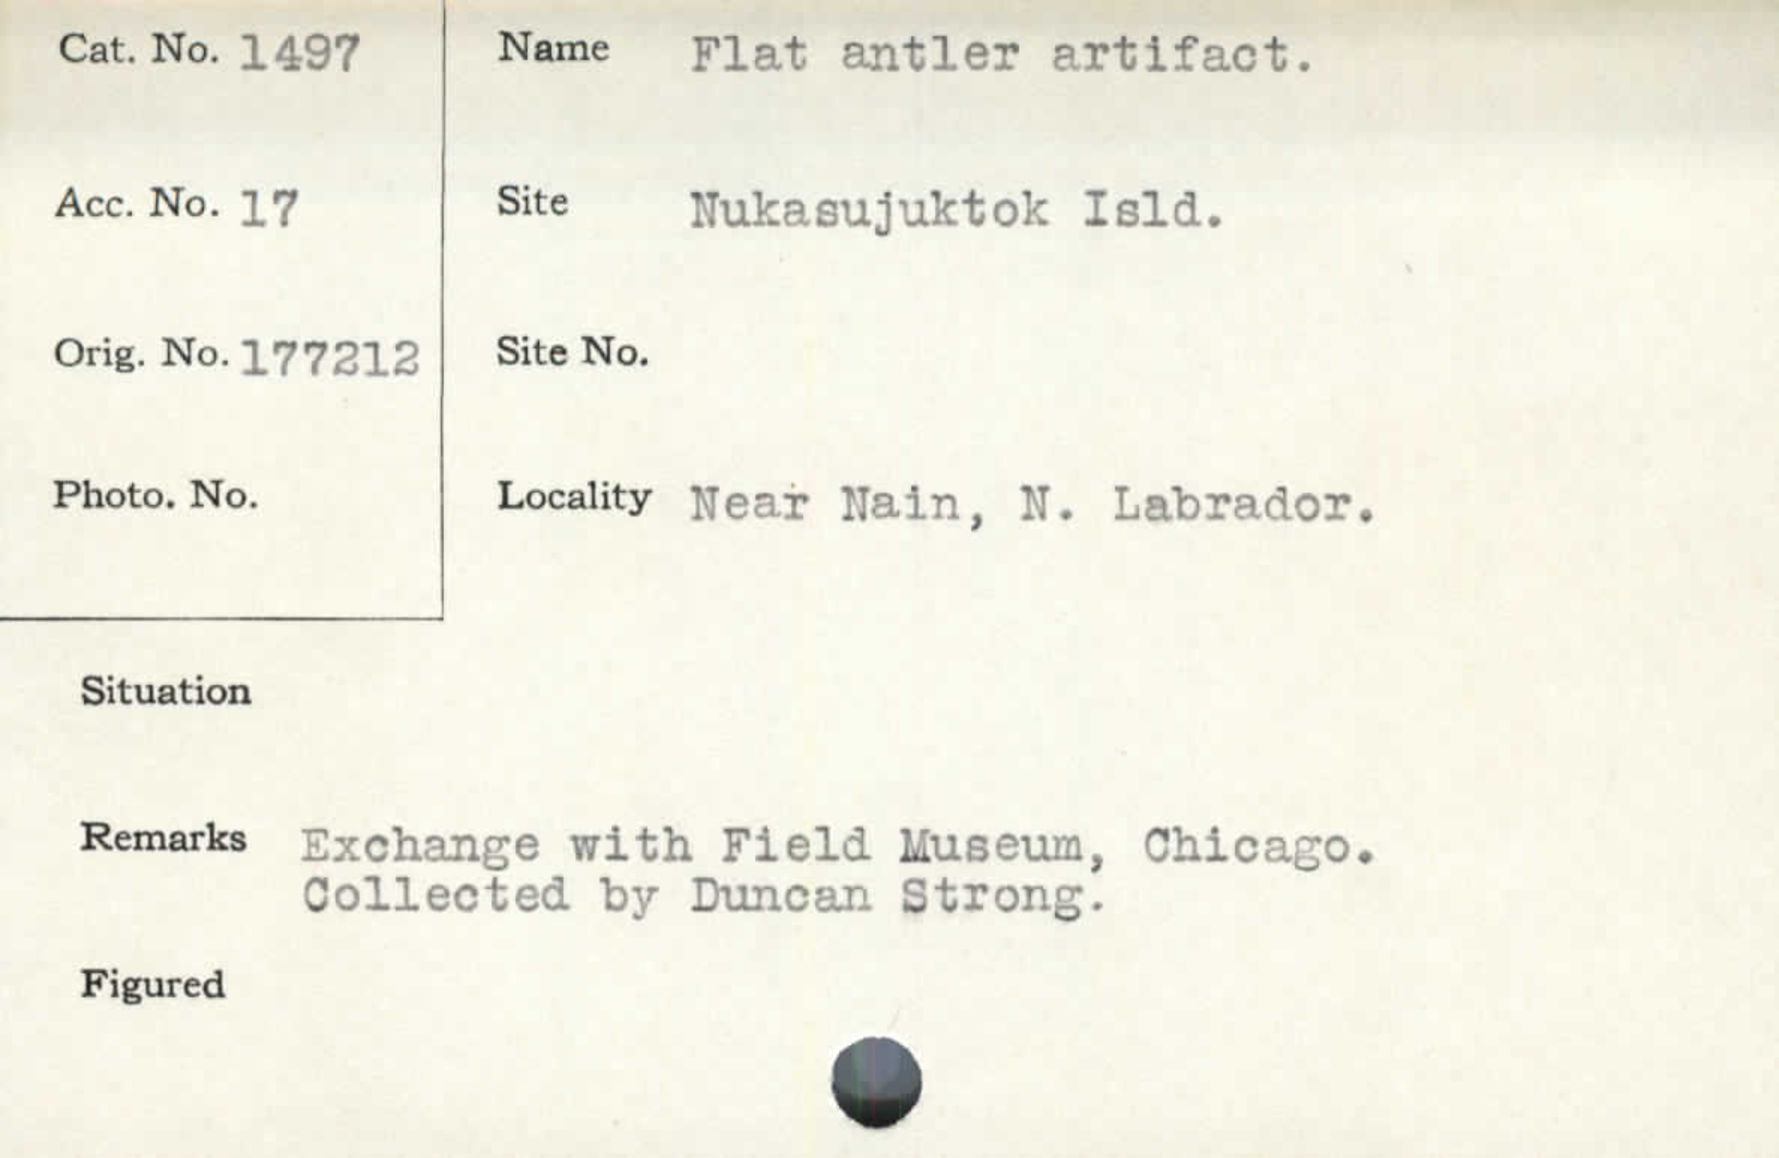 Cat. No. 1497
Name Flat antler artifact.
Acc. No. 17
Site Nukasujuktok Isld.
Orig. No. 177212
Site No.
Photo. No.
Locality Near Nain, N. Labrador.
Situation
Remarks Exchange with Field Museum, Chicago.
Collected by Duncan Strong.
Figured